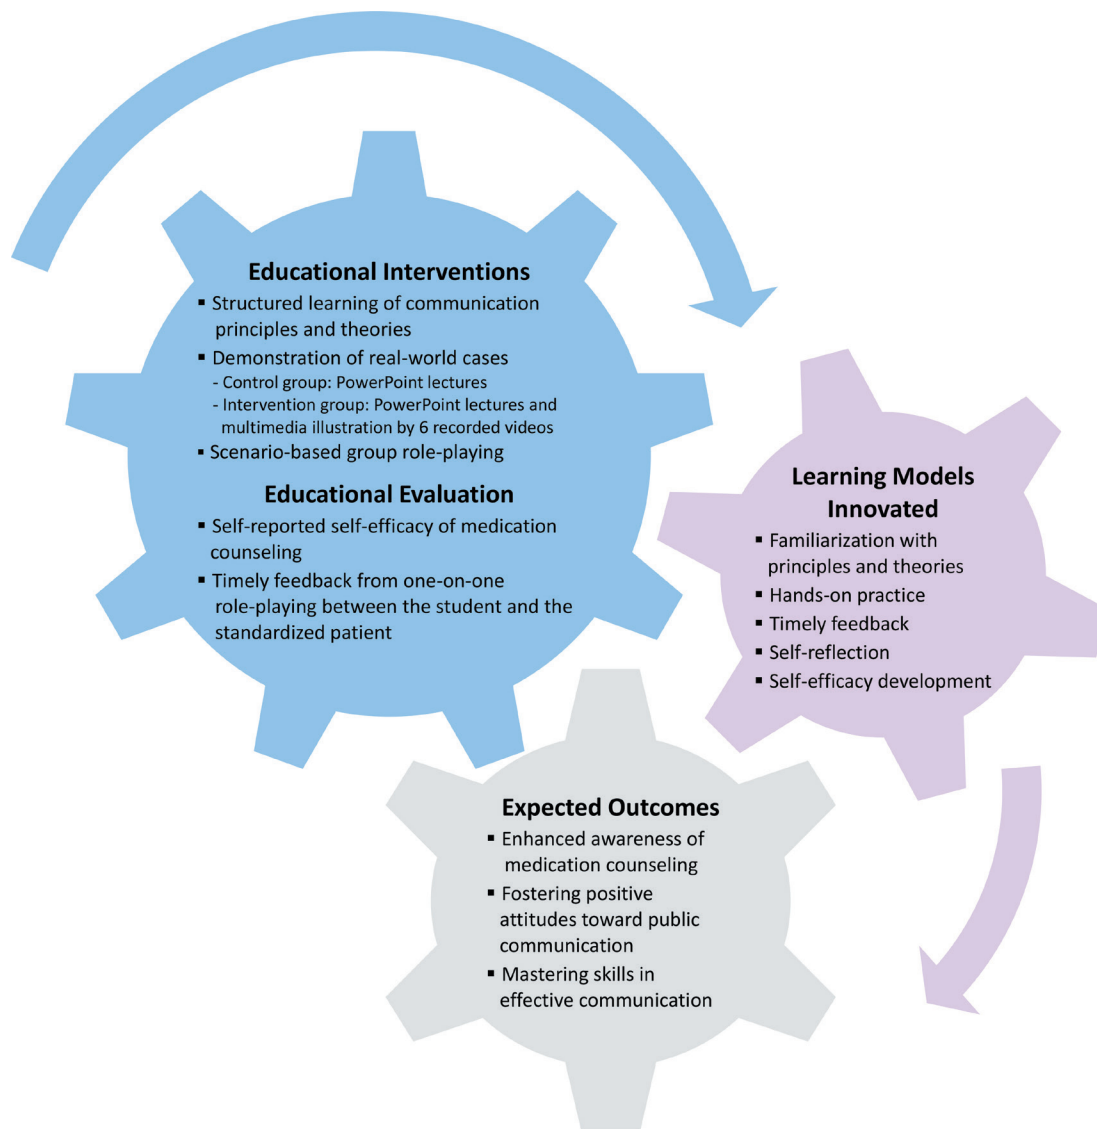 Educational Interventions
▪ Structured learning of communication
principles and theories
▪ Demonstration of real-world cases
- Control group: PowerPoint lectures
- Intervention group: PowerPoint lectures and
multimedia illustration by 6 recorded videos
▪ Scenario-based group role-playing
Educational Evaluation
▪ Self-reported self-efficacy of medication
counseling
▪ Timely feedback from one-on-one
role-playing between the student and the
standardized patient
Learning Models
Innovated
▪ Familiarization with
principles and theories
▪ Hands-on practice
▪ Timely feedback
▪ Self-reflection
▪ Self-efficacy development
Expected Outcomes
▪ Enhanced awareness of
medication counseling
▪ Fostering positive
attitudes toward public
communication
▪ Mastering skills in
effective communication